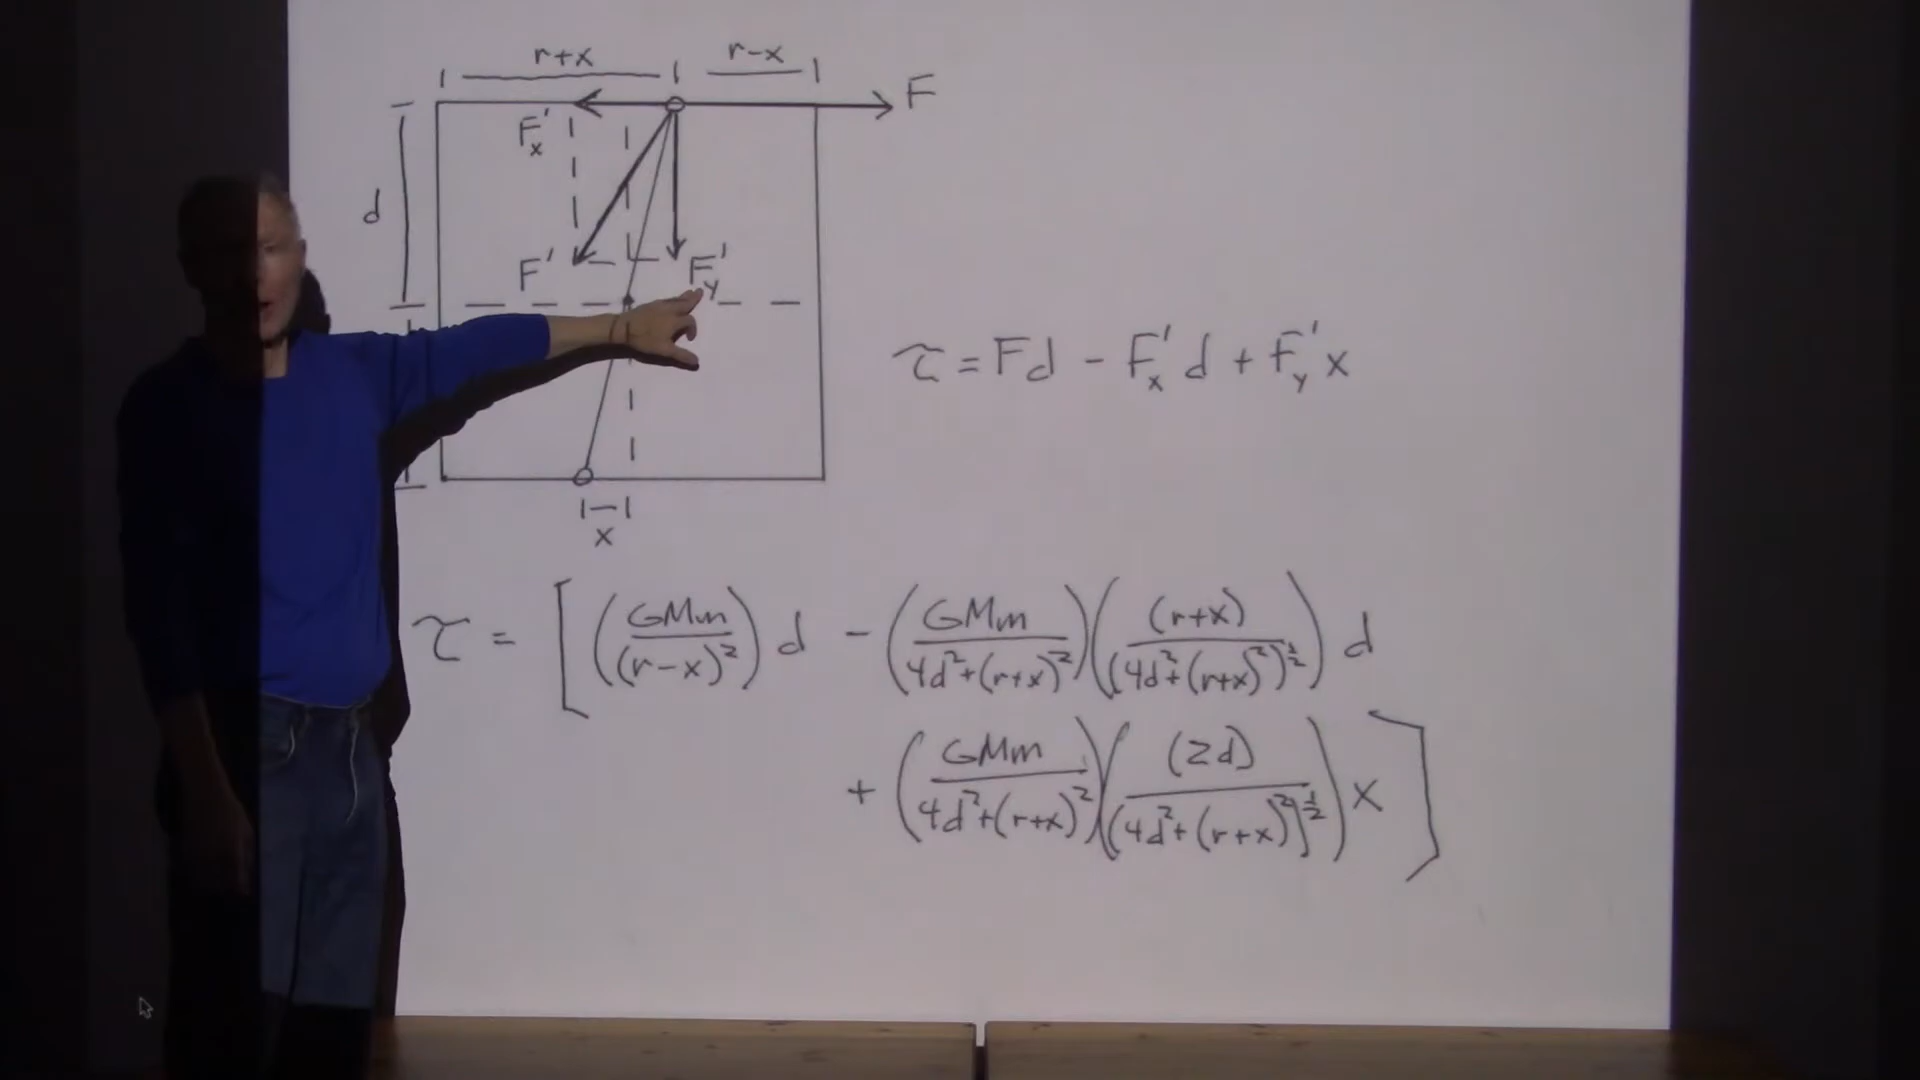 r+x r-x
F
F'x
d
F' F'y
τ = Fd - F'x d + F'y x
x
τ = [ (GMm/(r-x)²) d - (GMm/(4d²+(r+x)²)) ((r+x)/(4d²+(r+x)²)^½) d
+ (GMm/(4d²+(r+x)²)) ((2d)/(4d²+(r+x)²)^½) x ]